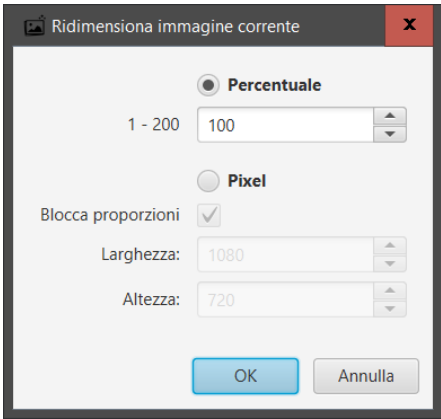 Ridimensiona immagine corrente
x
Percentuale
1 - 200 100
Pixel
Blocca proporzioni
Larghezza: 1080
Altezza: 720
OK Annulla